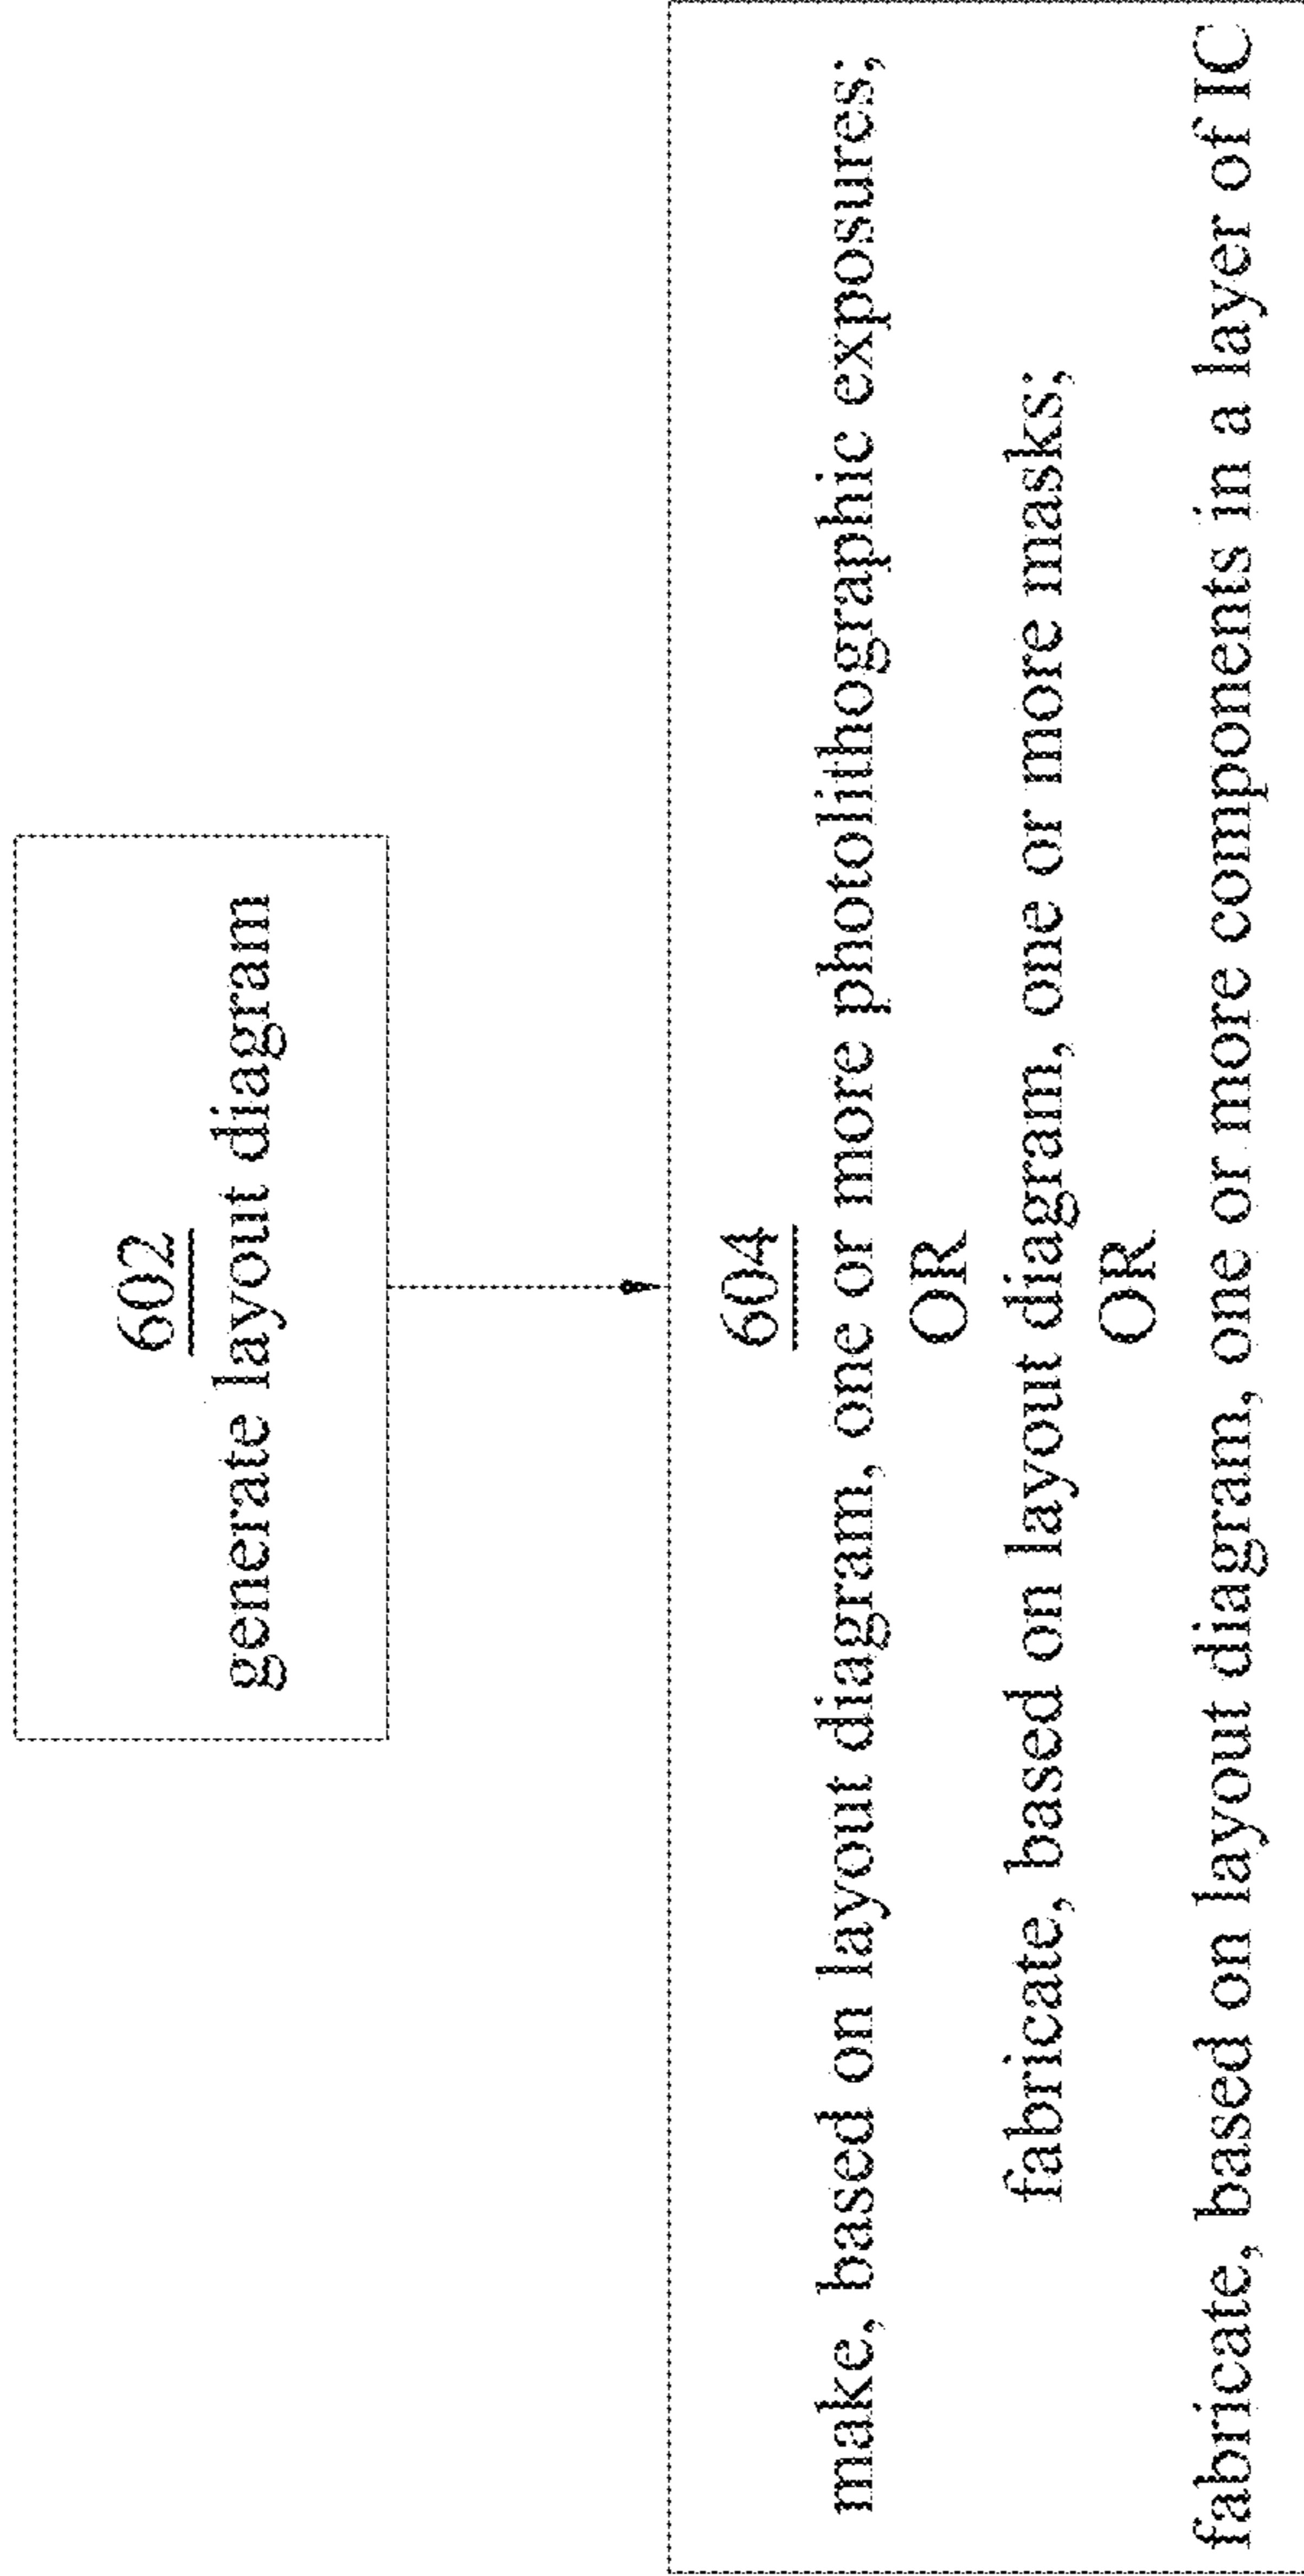 602
generate layout diagram
604
make, based on layout diagram, one or more photolithographic exposures;
OR
fabricate, based on layout diagram, one or more masks;
OR
fabricate, based on layout diagram, one or more components in a layer of IC